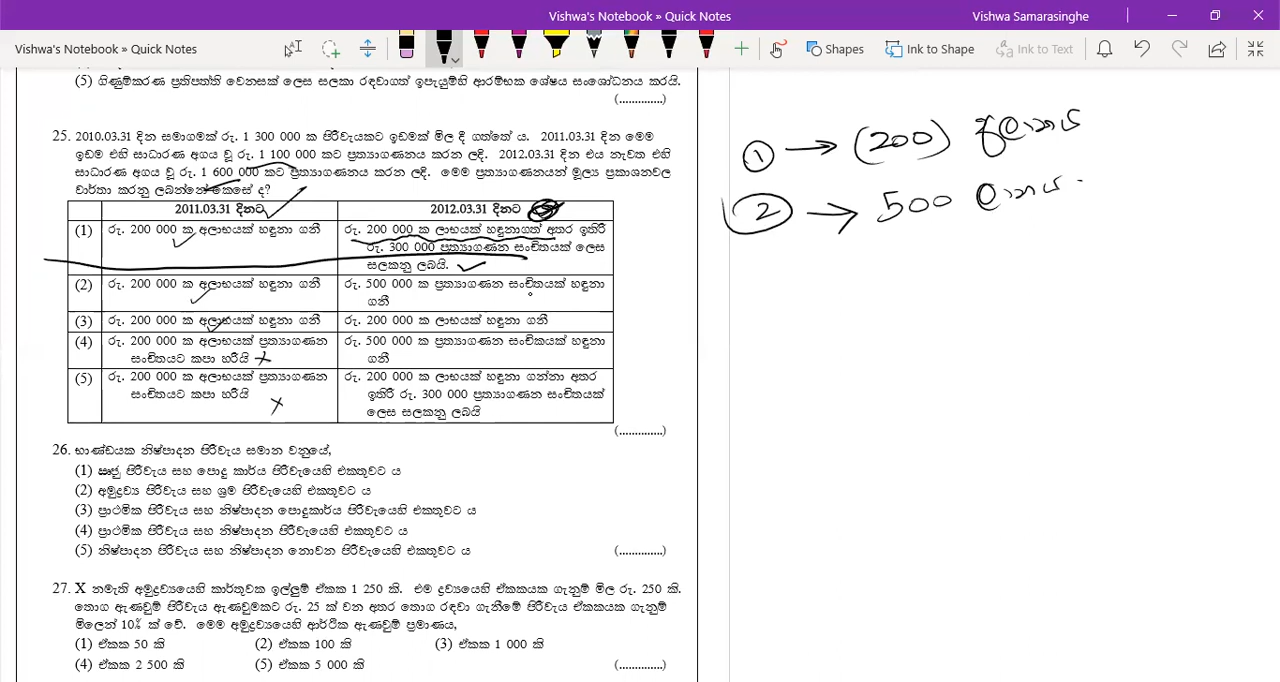 Vishwa's Notebook » Quick Notes
Vishwa Samarasinghe
Vishwa's Notebook » Quick Notes
Shapes
Ink to Shape
Ink to Text
(5) ගිණුම්කරණ ප්‍රතිපත්ති වෙනසක් ලෙස සලකා රඳවාගත් ඉපැයුම්හි ආරම්භක ශේෂය සංශෝධනය කරයි.
(.............)
25. 2010.03.31 දින සමාගමක් රු. 1 300 000 ක පිරිවැයකට ඉඩමක් මිල දී ගත්තේ ය. 2011.03.31 දින මෙම
ඉඩම එහි සාධාරණ අගය වූ රු. 1 100 000 කට ප්‍රත්‍යාගණනය කරන ලදි. 2012.03.31 දින එය නැවත එහි
සාධාරණ අගය වූ රු. 1 600 000 කට ප්‍රත්‍යාගණනය කරන ලදි. මෙම ප්‍රත්‍යාගණනයන් මූල්‍ය ප්‍රකාශනවල
වාර්තා කරනු ලබන්නේ කෙසේ ද?
2011.03.31 දිනට
2012.03.31 දිනට
(1) රු. 200 000 ක අලාභයක් හඳුනා ගනී
රු. 200 000 ක ලාභයක් හඳුනාගත් අතර ඉතිරි
රු. 300 000 ප්‍රත්‍යාගණන සංචිතයක් ලෙස
සලකනු ලබයි.
(2) රු. 200 000 ක අලාභයක් හඳුනා ගනී
රු. 500 000 ක ප්‍රත්‍යාගණන සංචිතයක් හඳුනා
ගනී
(3) රු. 200 000 ක අලාභයක් හඳුනා ගනී
රු. 200 000 ක ලාභයක් හඳුනා ගනී
(4) රු. 200 000 ක අලාභයක් ප්‍රත්‍යාගණන
සංචිතයට කපා හරියි
රු. 500 000 ක ප්‍රත්‍යාගණන සංචිකයක් හඳුනා
ගනී
(5) රු. 200 000 ක අලාභයක් ප්‍රත්‍යාගණන
සංචිතයට කපා හරියි
රු. 200 000 ක ලාභයක් හඳුනා ගන්නා අතර
ඉතිරි රු. 300 000 ප්‍රත්‍යාගණන සංචිතයක්
ලෙස සලකනු ලබයි
(.............)
26. භාණ්ඩයක නිෂ්පාදන පිරිවැය සමාන වනුයේ,
(1) ඍජු පිරිවැය සහ පොදු කාර්ය පිරිවැයෙහි එකතුවට ය
(2) අමුද්‍රව්‍ය පිරිවැය සහ ශ්‍රම පිරිවැයෙහි එකතුවට ය
(3) ප්‍රාථමික පිරිවැය සහ නිෂ්පාදන පොදුකාර්ය පිරිවැයෙහි එකතුවට ය
(4) ප්‍රාථමික පිරිවැය සහ නිෂ්පාදන පිරිවැයෙහි එකතුවට ය
(5) නිෂ්පාදන පිරිවැය සහ නිෂ්පාදන නොවන පිරිවැයෙහි එකතුවට ය
(.............)
27. X නමැති අමුද්‍රව්‍යයෙහි කාර්තුවක ඉල්ලුම් ඒකක 1 250 කි. එම ද්‍රව්‍යයෙහි ඒකකයක ගැනුම් මිල රු. 250 කි.
තොග ඇණවුම් පිරිවැය ඇණවුමකට රු. 25 ක් වන අතර තොග රඳවා ගැනීමේ පිරිවැය ඒකකයක ගැනුම්
මිලෙන් 10% ක් වේ. මෙම අමුද්‍රව්‍යයෙහි ආර්ථික ඇණවුම් ප්‍රමාණය,
(1) ඒකක 50 කි (2) ඒකක 100 කි (3) ඒකක 1 000 කි
(4) ඒකක 2 500 කි (5) ඒකක 5 000 කි (.............)
① → (200) අලාභය
② → 500 ලාභය